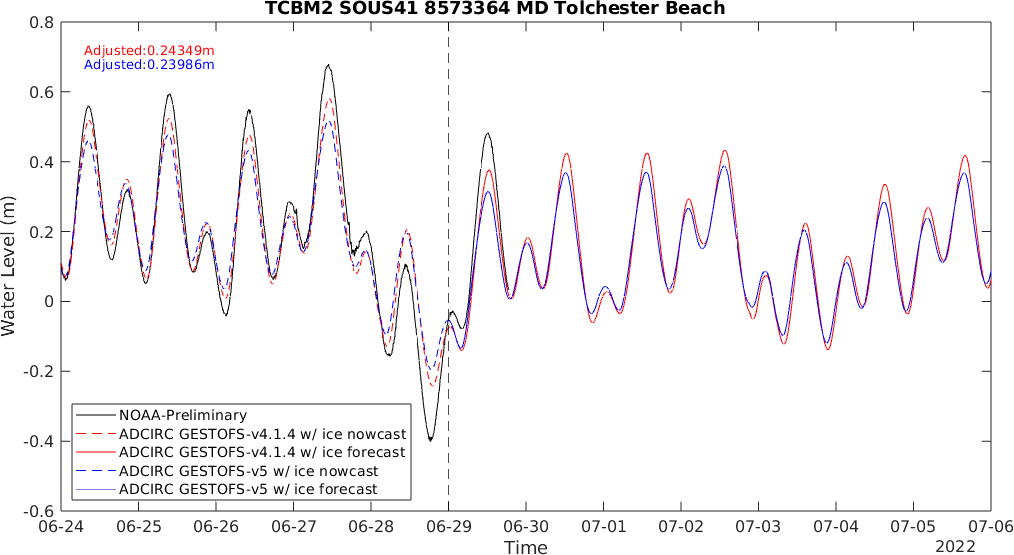 TCBM2 SOUS41 8573364 MD Tolchester Beach
Adjusted:0.24349m
Adjusted:0.23986m
Water Level (m)
0.8
0.6
0.4
0.2
0
-0.2
-0.4
-0.6
NOAA-Preliminary
ADCIRC GESTOFS-v4.1.4 w/ ice nowcast
ADCIRC GESTOFS-v4.1.4 w/ ice forecast
ADCIRC GESTOFS-v5 w/ ice nowcast
ADCIRC GESTOFS-v5 w/ ice forecast
06-24 06-25 06-26 06-27 06-28 06-29 06-30 07-01 07-02 07-03 07-04 07-05 07-06
Time
2022